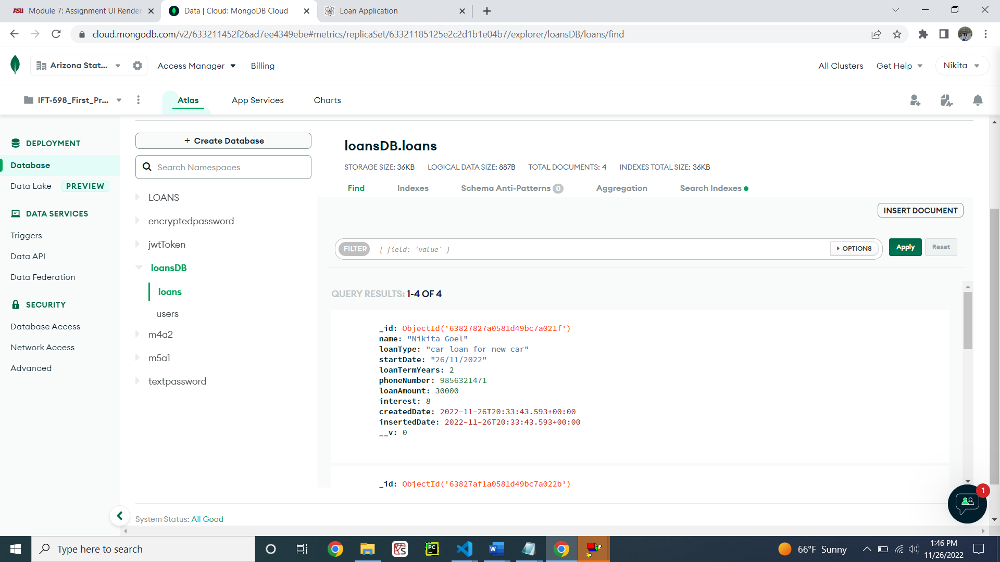 ASU Module 7: Assignment UI Render
Data | Cloud: MongoDB Cloud
Loan Application
cloud.mongodb.com/v2/633211452f26ad7ee4349ebe#metrics/replicaSet/63321185125e2c2d1b1e04b7/explorer/loansDB/loans/find
Arizona Stat...
Access Manager
Billing
All Clusters
Get Help
Nikita
IFT-598_First_Pr...
Atlas
App Services
Charts
DEPLOYMENT
Database
Data Lake PREVIEW
DATA SERVICES
Triggers
Data API
Data Federation
SECURITY
Database Access
Network Access
Advanced
+ Create Database
Search Namespaces
LOANS
encryptedpassword
jwtToken
loansDB
loans
users
m4a2
m5a1
textpassword
loansDB.loans
STORAGE SIZE: 36KB LOGICAL DATA SIZE: 887B TOTAL DOCUMENTS: 4 INDEXES TOTAL SIZE: 36KB
Find Indexes Schema Anti-Patterns 0 Aggregation Search Indexes
INSERT DOCUMENT
FILTER { field: 'value' } OPTIONS Apply Reset
QUERY RESULTS: 1-4 OF 4
_id: ObjectId('63827827a0581d49bc7a021f')
name: "Nikita Goel"
loanType: "car loan for new car"
startDate: "26/11/2022"
loanTermYears: 2
phoneNumber: 9856321471
loanAmount: 30000
interest: 8
createdDate: 2022-11-26T20:33:43.593+00:00
insertedDate: 2022-11-26T20:33:43.593+00:00
__v: 0
_id: ObjectId('63827af1a0581d49bc7a022b')
1
System Status: All Good
Type here to search
PC
W
66°F Sunny
1:46 PM
11/26/2022